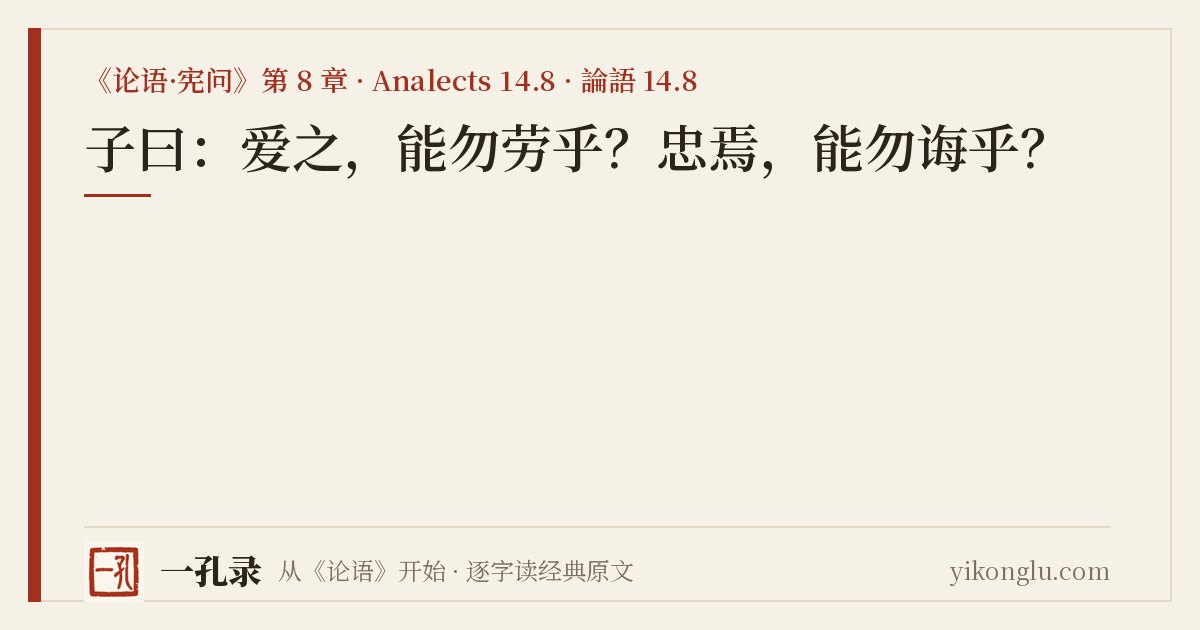 《论语·宪问》第 8 章 · Analects 14.8 · 論語 14.8
子曰：爱之，能勿劳乎？忠焉，能勿诲乎？
一孔
一孔录 从《论语》开始 · 逐字读经典原文 yikonglu.com